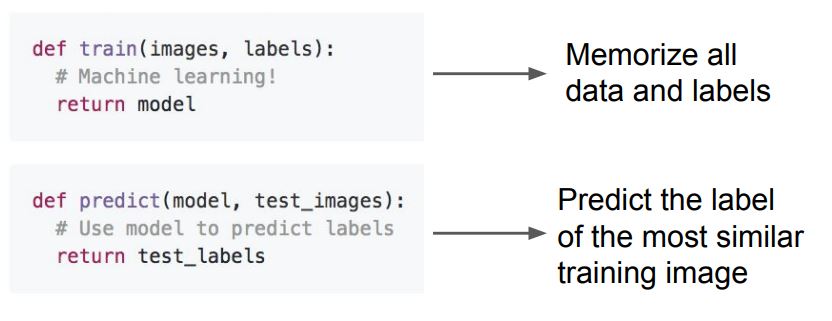 def train(images, labels):
# Machine learning!
return model
Memorize all
data and labels
def predict(model, test_images):
# Use model to predict labels
return test_labels
Predict the label
of the most similar
training image